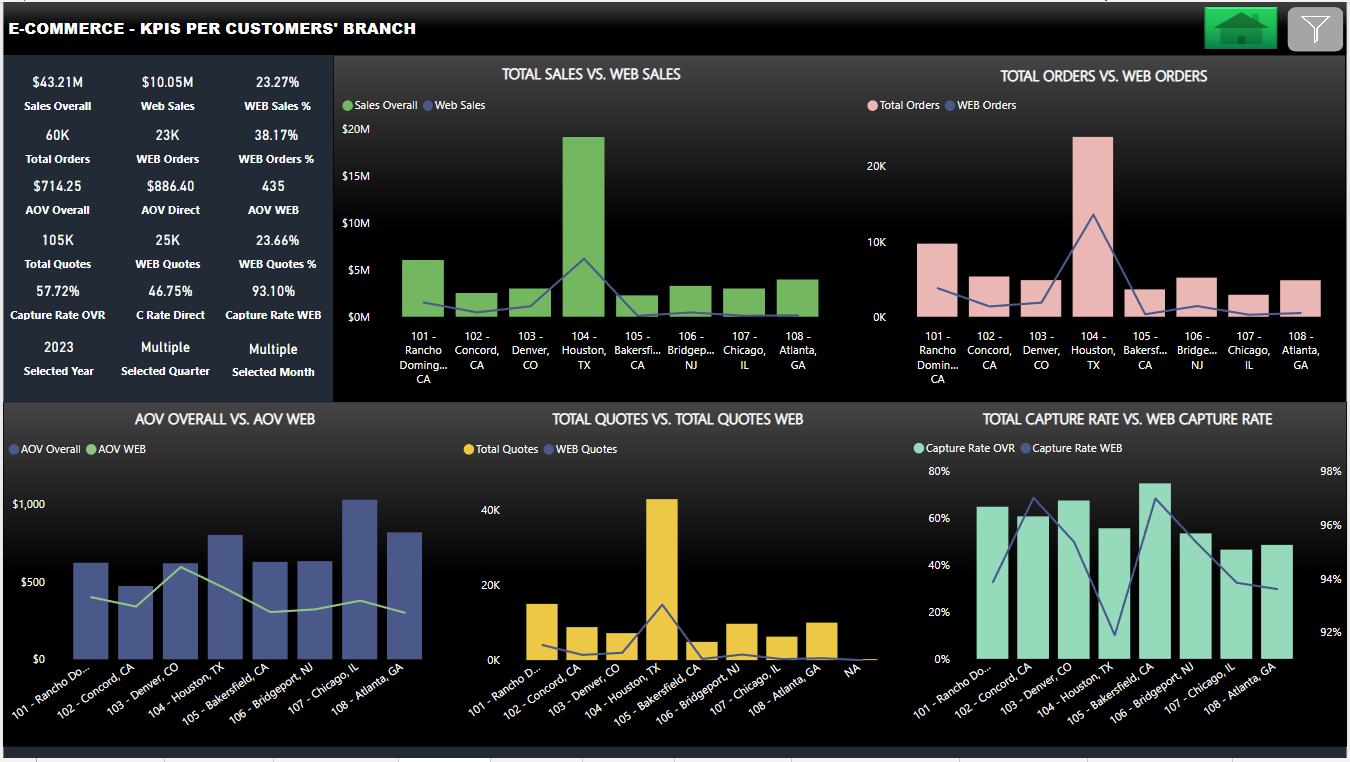 E-COMMERCE - KPIS PER CUSTOMERS' BRANCH
$43.21M $10.05M 23.27%
Sales Overall Web Sales WEB Sales %
60K 23K 38.17%
Total Orders WEB Orders WEB Orders %
$714.25 $886.40 435
AOV Overall AOV Direct AOV WEB
105K 25K 23.66%
Total Quotes WEB Quotes WEB Quotes %
57.72% 46.75% 93.10%
Capture Rate OVR C Rate Direct Capture Rate WEB
2023 Multiple Multiple
Selected Year Selected Quarter Selected Month
TOTAL SALES VS. WEB SALES
Sales Overall Web Sales
$20M
$15M
$10M
$5M
$0M
101 - 102 - 103 - 104 - 105 - 106 - 107 - 108 -
Rancho Concord, Denver, Houston, Bakersfi... Bridgep... Chicago, Atlanta,
Doming... CA CO TX CA NJ IL GA
CA
TOTAL ORDERS VS. WEB ORDERS
Total Orders WEB Orders
20K
10K
0K
101 - 102 - 103 - 104 - 105 - 106 - 107 - 108 -
Rancho Concord, Denver, Houston, Bakersf... Bridge... Chicago, Atlanta,
Domin... CA CO TX CA NJ IL GA
CA
AOV OVERALL VS. AOV WEB
AOV Overall AOV WEB
$1,000
$500
$0
101 - Rancho Do...
102 - Concord, CA
103 - Denver, CO
104 - Houston, TX
105 - Bakersfield, CA
106 - Bridgeport, NJ
107 - Chicago, IL
108 - Atlanta, GA
TOTAL QUOTES VS. TOTAL QUOTES WEB
Total Quotes WEB Quotes
40K
20K
0K
101 - Rancho D...
102 - Concord, CA
103 - Denver, CO
104 - Houston, TX
105 - Bakersfield, CA
106 - Bridgeport, NJ
107 - Chicago, IL
108 - Atlanta, GA
NA
TOTAL CAPTURE RATE VS. WEB CAPTURE RATE
Capture Rate OVR Capture Rate WEB
80% 98%
60% 96%
40% 94%
20% 92%
0%
101 - Rancho Do...
102 - Concord, CA
103 - Denver, CO
104 - Houston, TX
105 - Bakersfield, CA
106 - Bridgeport, NJ
107 - Chicago, IL
108 - Atlanta, GA